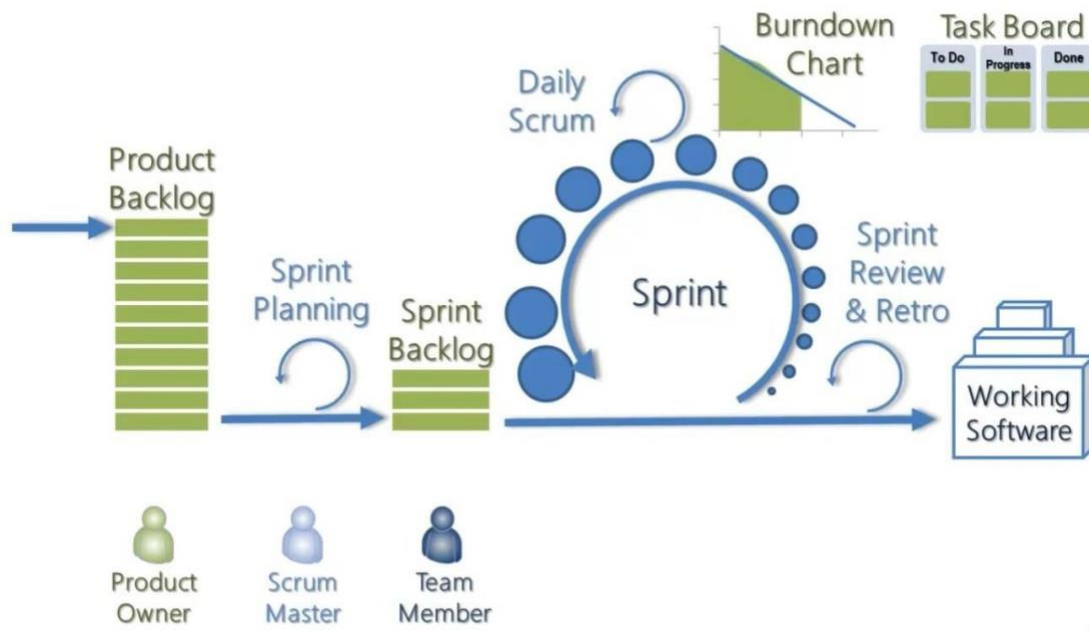 Burndown
Chart
Task Board
To Do
In
Progress
Done
Daily
Scrum
Product
Backlog
Sprint
Planning
Sprint
Backlog
Sprint
Sprint
Review
& Retro
Working
Software
Product
Owner
Scrum
Master
Team
Member